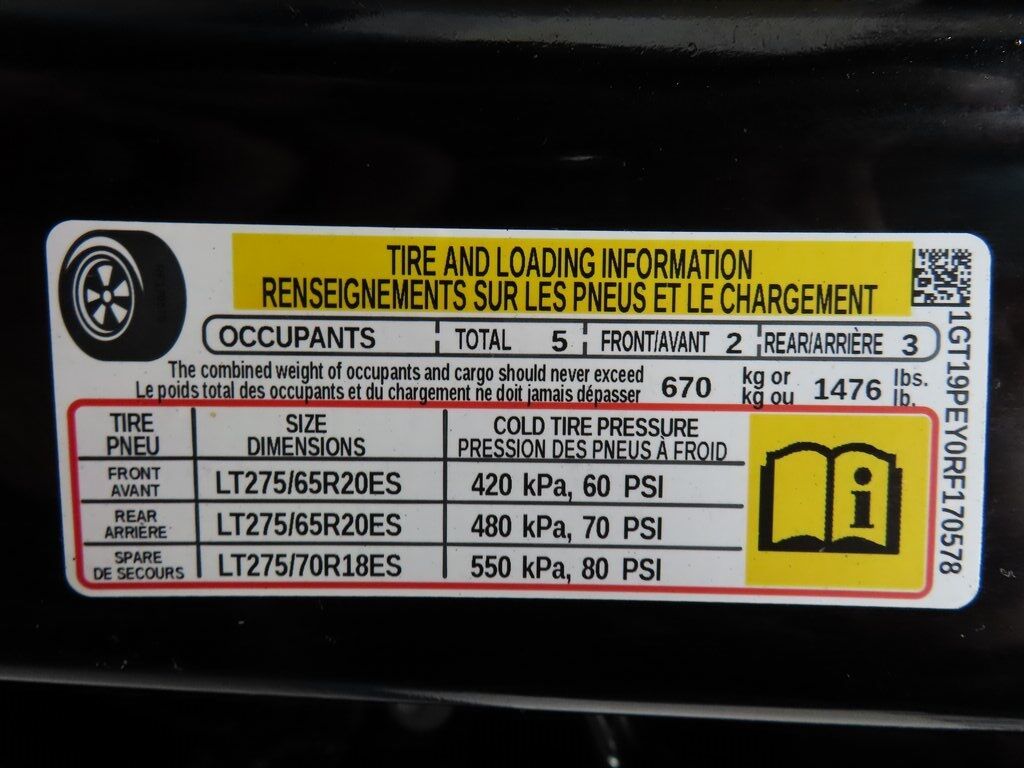 TIRE AND LOADING INFORMATION
RENSEIGNEMENTS SUR LES PNEUS ET LE CHARGEMENT
OCCUPANTS TOTAL 5 FRONT/AVANT 2 REAR/ARRIÈRE 3
The combined weight of occupants and cargo should never exceed 670 kg or 1476 lbs.
Le poids total des occupants et du chargement ne doit jamais dépasser kg ou lb.
TIRE SIZE COLD TIRE PRESSURE
PNEU DIMENSIONS PRESSION DES PNEUS À FROID
FRONT
AVANT LT275/65R20ES 420 kPa, 60 PSI
REAR
ARRIÈRE LT275/65R20ES 480 kPa, 70 PSI
SPARE
DE SECOURS LT275/70R18ES 550 kPa, 80 PSI
i
1GT19PEY0RF170578